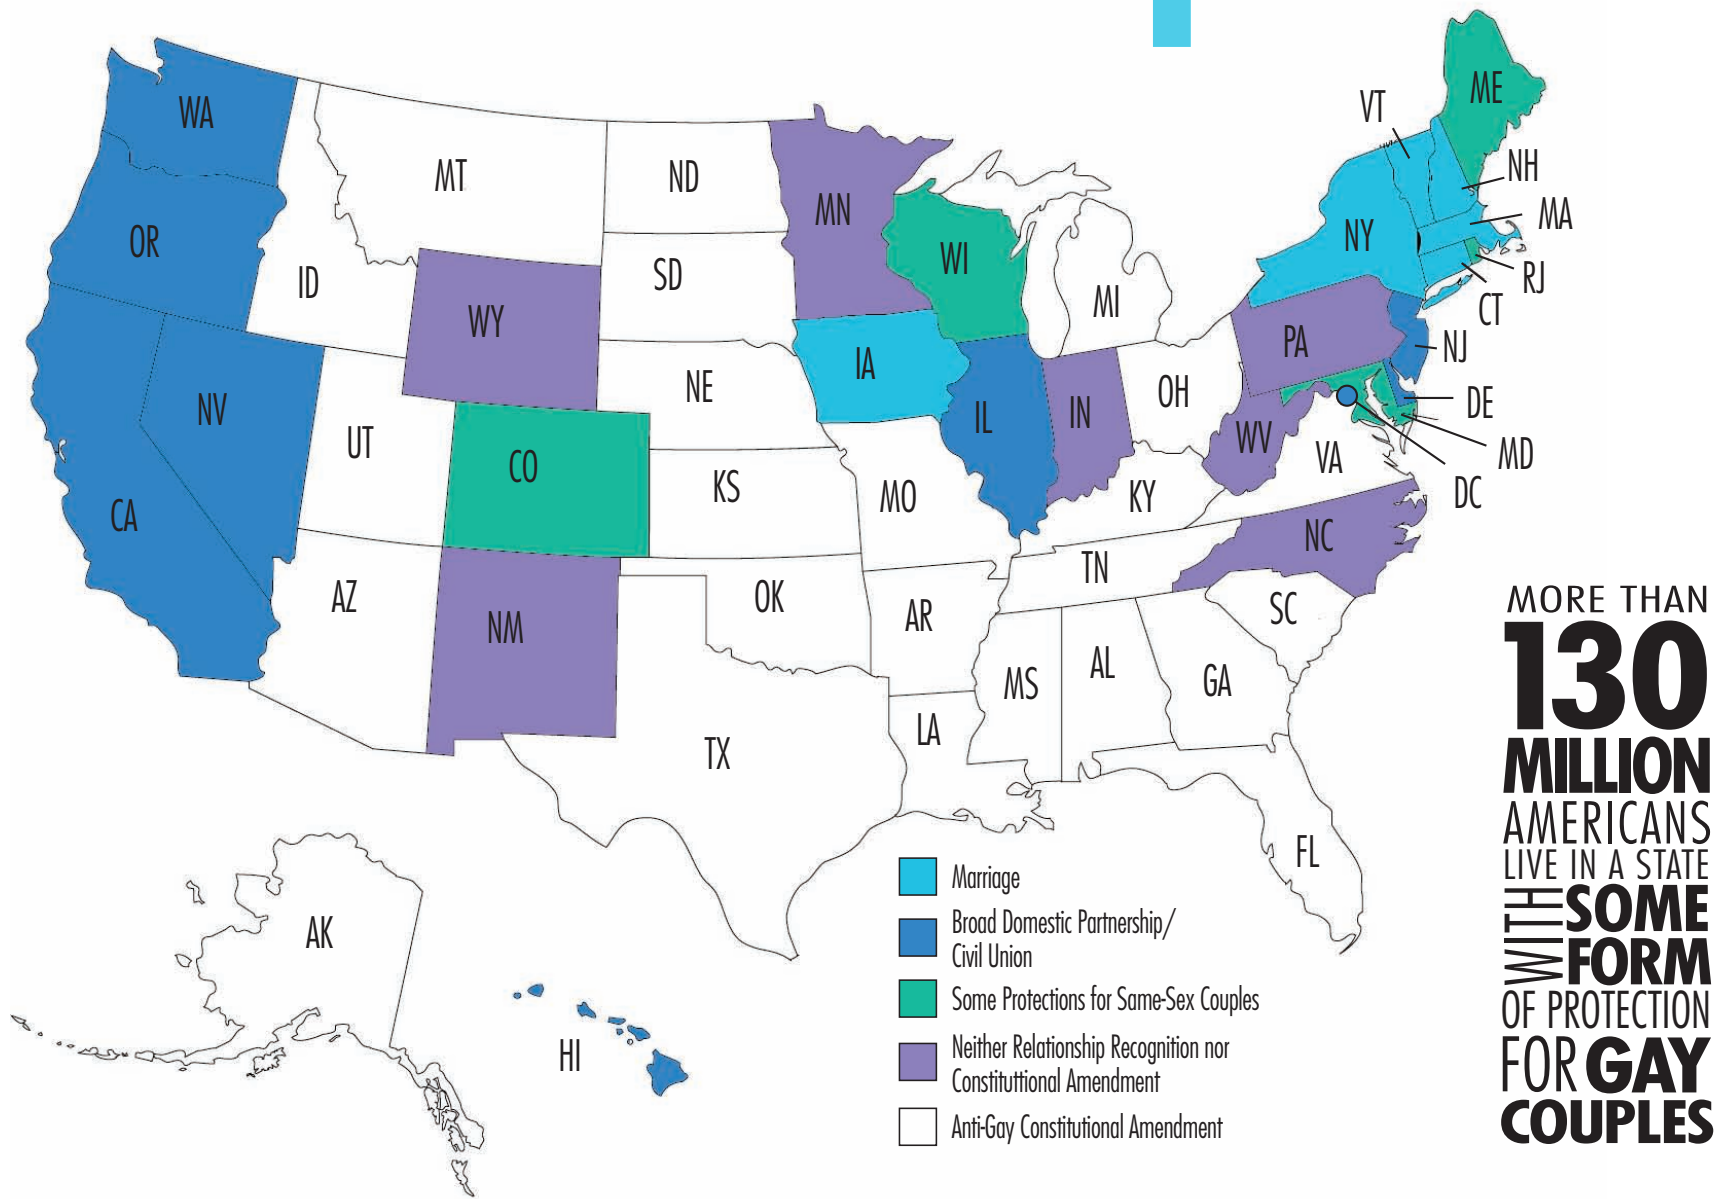 WA
MT
ND
MN
VT
ME
NH
OR
ID
SD
WI
MI
NY
MA
RJ
CT
WY
IA
NE
PA
NJ
NV
UT
CO
KS
IL
IN
OH
WV
VA
DE
MD
DC
CA
MO
KY
NC
AZ
NM
OK
AR
TN
SC
MS
AL
GA
TX
LA
FL
AK
HI
Marriage
Broad Domestic Partnership/
Civil Union
Some Protections for Same-Sex Couples
Neither Relationship Recognition nor
Constituttional Amendment
Anti-Gay Constitutional Amendment
MORE THAN
130
MILLION
AMERICANS
LIVE IN A STATE
WITH SOME
FORM
OF PROTECTION
FOR GAY
COUPLES